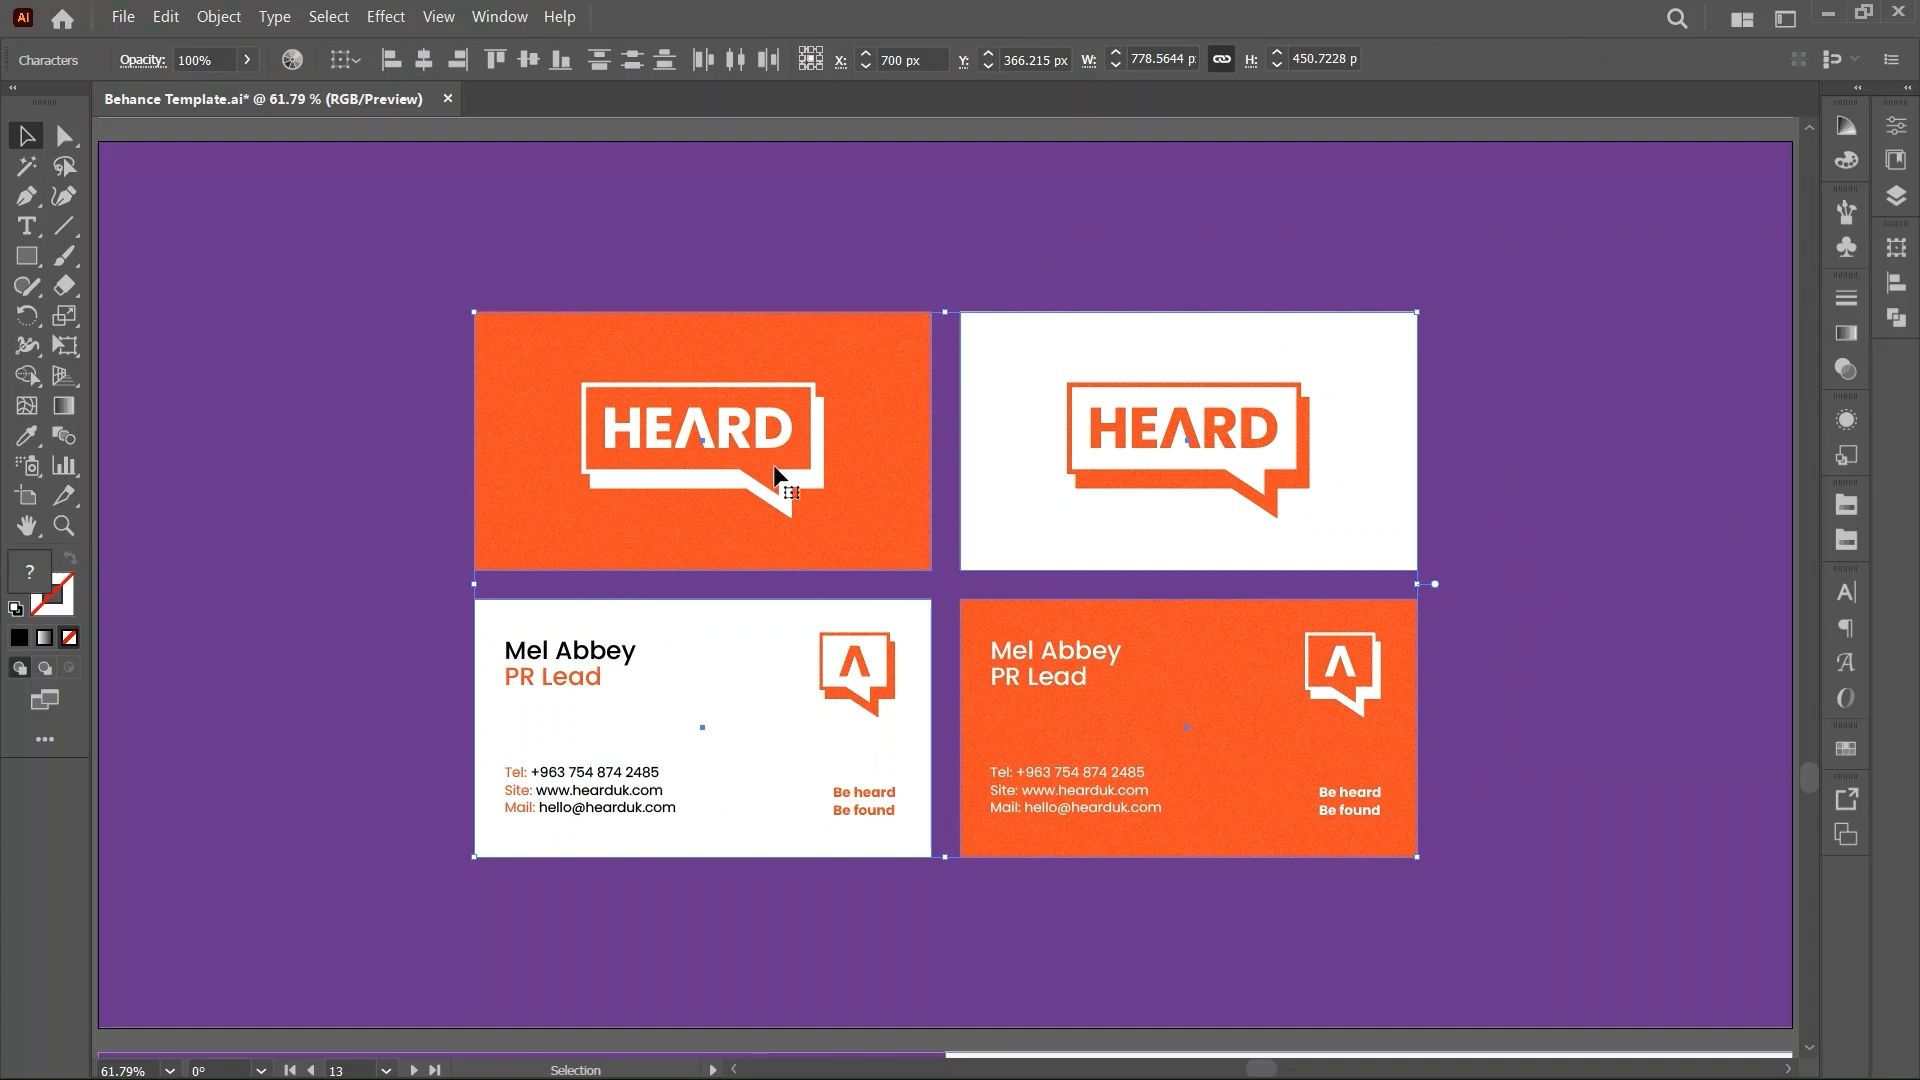 Ai File Edit Object Type Select Effect View Window Help
Characters Opacity: 100% X: 700 px Y: 366.215 px W: 778.5644 p H: 450.7228 p
Behance Template.ai* @ 61.79 % (RGB/Preview)
HEΛRD
HEΛRD
Mel Abbey
PR Lead
Λ
Tel: +963 754 874 2485
Site: www.hearduk.com
Mail: hello@hearduk.com
Be heard
Be found
Mel Abbey
PR Lead
Λ
Tel: +963 754 874 2485
Site: www.hearduk.com
Mail: hello@hearduk.com
Be heard
Be found
?
61.79% 0° 13 Selection